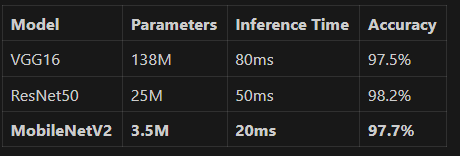 Model Parameters Inference Time Accuracy
VGG16 138M 80ms 97.5%
ResNet50 25M 50ms 98.2%
MobileNetV2 3.5M 20ms 97.7%